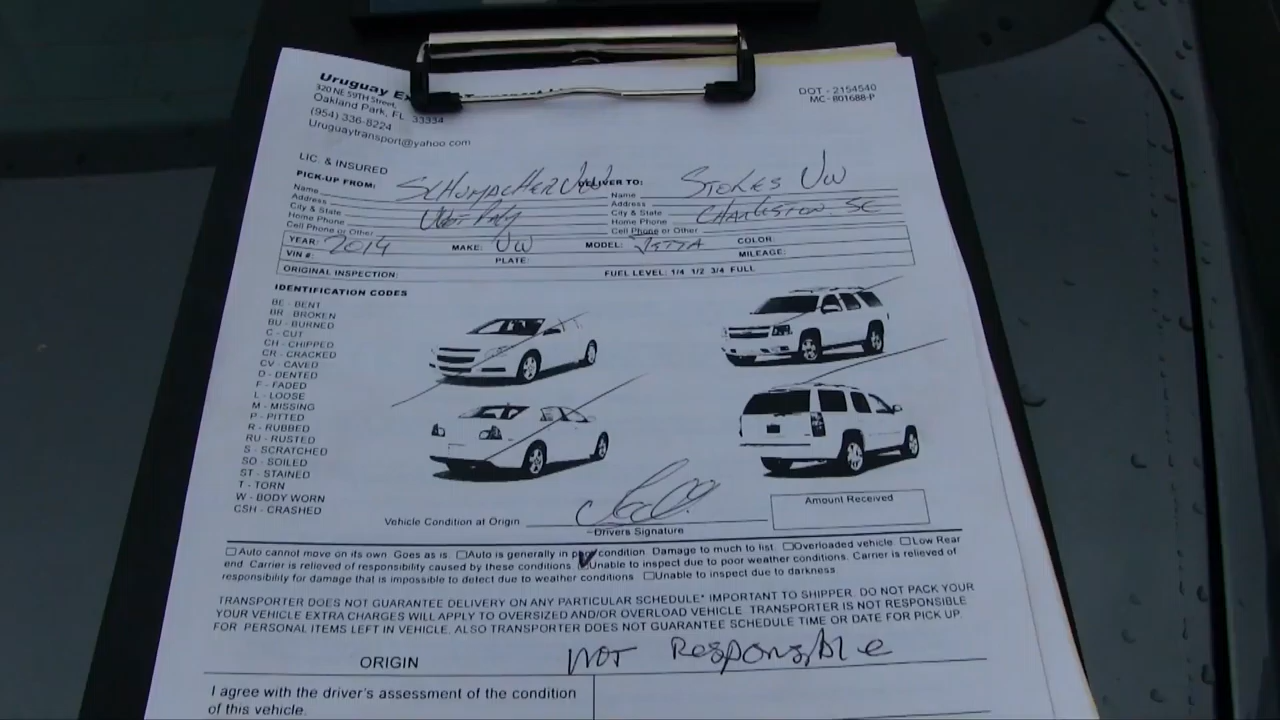 Uruguay
320 NE 59TH Street,
Oakland Park, FL 33334
(954) 336-8224
Uruguaytransport@yahoo.com
DOT - 2154540
MC - 801688-P
LIC. & INSURED
PICK-UP FROM: SCHUMACHER VW
Name
Address
City & State
Home Phone
Cell Phone or Other
DELIVER TO: STOKES VW
Name
Address
City & State CHARLESTON. SC
Home Phone
Cell Phone or Other
YEAR: 2014 MAKE: VW MODEL: JETTA COLOR:
VIN #: PLATE: MILEAGE:
ORIGINAL INSPECTION: FUEL LEVEL: 1/4 1/2 3/4 FULL
IDENTIFICATION CODES
BE - BENT
BR - BROKEN
BU - BURNED
C - CUT
CH - CHIPPED
CR - CRACKED
CV - CAVED
D - DENTED
F - FADED
L - LOOSE
M - MISSING
P - PITTED
R - RUBBED
RU - RUSTED
S - SCRATCHED
SO - SOILED
ST - STAINED
T - TORN
W - BODY WORN
CSH - CRASHED
Amount Received
Vehicle Condition at Origin
Drivers Signature
☐Auto cannot move on its own. Goes as is. ☐Auto is generally in poor condition. Damage to much to list. ☐Overloaded vehicle ☐Low Rear
end. Carrier is relieved of responsibility caused by these conditions. ☑Unable to inspect due to poor weather conditions. Carrier is relieved of
responsibility for damage that is impossible to detect due to weather conditions ☐Unable to inspect due to darkness
TRANSPORTER DOES NOT GUARANTEE DELIVERY ON ANY PARTICULAR SCHEDULE* IMPORTANT TO SHIPPER. DO NOT PACK YOUR
YOUR VEHICLE EXTRA CHARGES WILL APPLY TO OVERSIZED AND/OR OVERLOAD VEHICLE. TRANSPORTER IS NOT RESPONSIBLE
FOR PERSONAL ITEMS LEFT IN VEHICLE. ALSO TRANSPORTER DOES NOT GUARANTEE SCHEDULE TIME OR DATE FOR PICK UP.
ORIGIN NOT Responsible
I agree with the driver's assessment of the condition
of this vehicle.